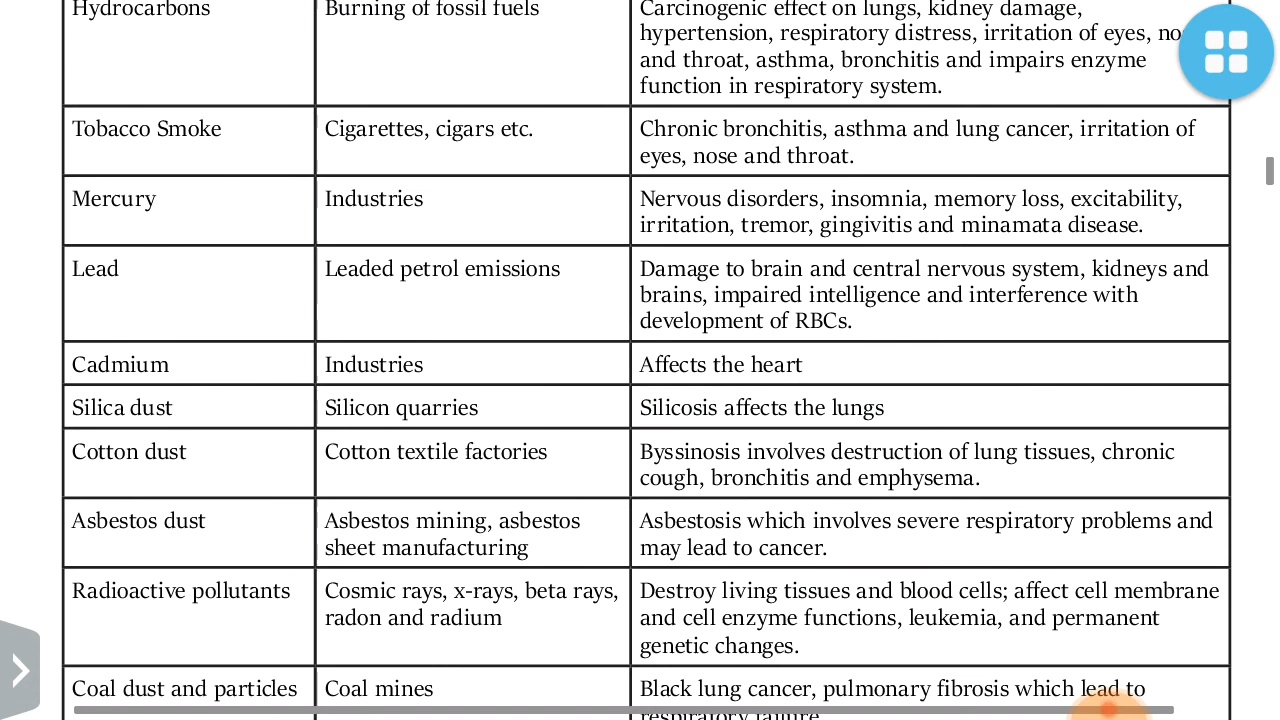 Hydrocarbons
Burning of fossil fuels
Carcinogenic effect on lungs, kidney damage,
hypertension, respiratory distress, irritation of eyes,
and throat, asthma, bronchitis and impairs enzyme
function in respiratory system.
Tobacco Smoke
Cigarettes, cigars etc.
Chronic bronchitis, asthma and lung cancer, irritation of
eyes, nose and throat.
Mercury
Industries
Nervous disorders, insomnia, memory loss, excitability,
irritation, tremor, gingivitis and minamata disease.
Lead
Leaded petrol emissions
Damage to brain and central nervous system, kidneys and
brains, impaired intelligence and interference with
development of RBCs.
Cadmium
Industries
Affects the heart
Silica dust
Silicon quarries
Silicosis affects the lungs
Cotton dust
Cotton textile factories
Byssinosis involves destruction of lung tissues, chronic
cough, bronchitis and emphysema.
Asbestos dust
Asbestos mining, asbestos
sheet manufacturing
Asbestosis which involves severe respiratory problems and
may lead to cancer.
Radioactive pollutants
Cosmic rays, x-rays, beta rays,
radon and radium
Destroy living tissues and blood cells; affect cell membrane
and cell enzyme functions, leukemia, and permanent
genetic changes.
Coal dust and particles
Coal mines
Black lung cancer, pulmonary fibrosis which lead to
respiratory failure